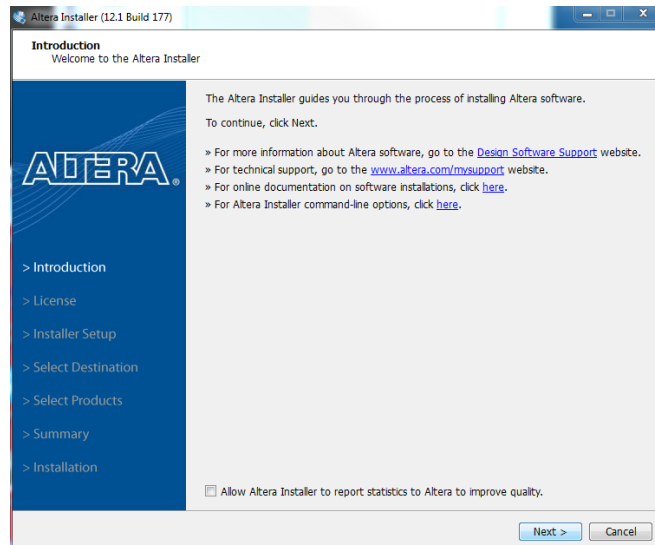 Altera Installer (12.1 Build 177)
Introduction
Welcome to the Altera Installer
The Altera Installer guides you through the process of installing Altera software.
To continue, click Next.
» For more information about Altera software, go to the Design Software Support website.
» For technical support, go to the www.altera.com/mysupport website.
» For online documentation on software installations, click here.
» For Altera Installer command-line options, click here.
ALTERA®
> Introduction
> License
> Installer Setup
> Select Destination
> Select Products
> Summary
> Installation
Allow Altera Installer to report statistics to Altera to improve quality.
Next > Cancel